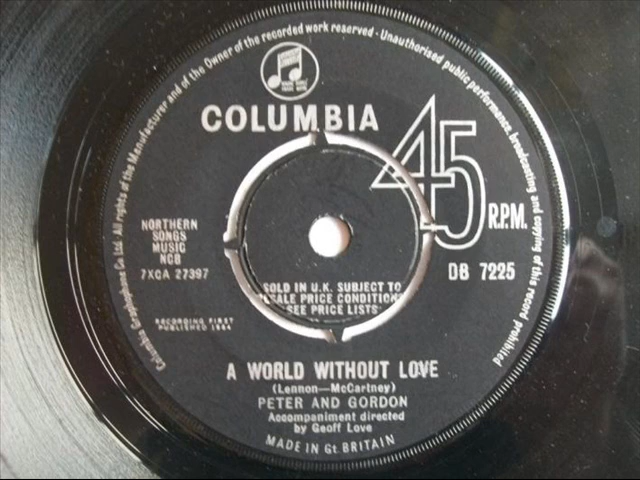 Columbia Graphophone Co. Ltd. All rights of the Manufacturer and of the Owner of the recorded work reserved · Unauthorised public performance, broadcasting and copying of this record prohibited
COLUMBIA
45
R.P.M.
NORTHERN
SONGS
MUSIC
NCB
7XCA 27397
DB 7225
SOLD IN U.K. SUBJECT TO
PRICE CONDITIONS
SEE PRICE LISTS
RECORDING FIRST
PUBLISHED 1964
A WORLD WITHOUT LOVE
(Lennon—McCartney)
PETER AND GORDON
Accompaniment directed
by Geoff Love
MADE IN Gt. BRITAIN